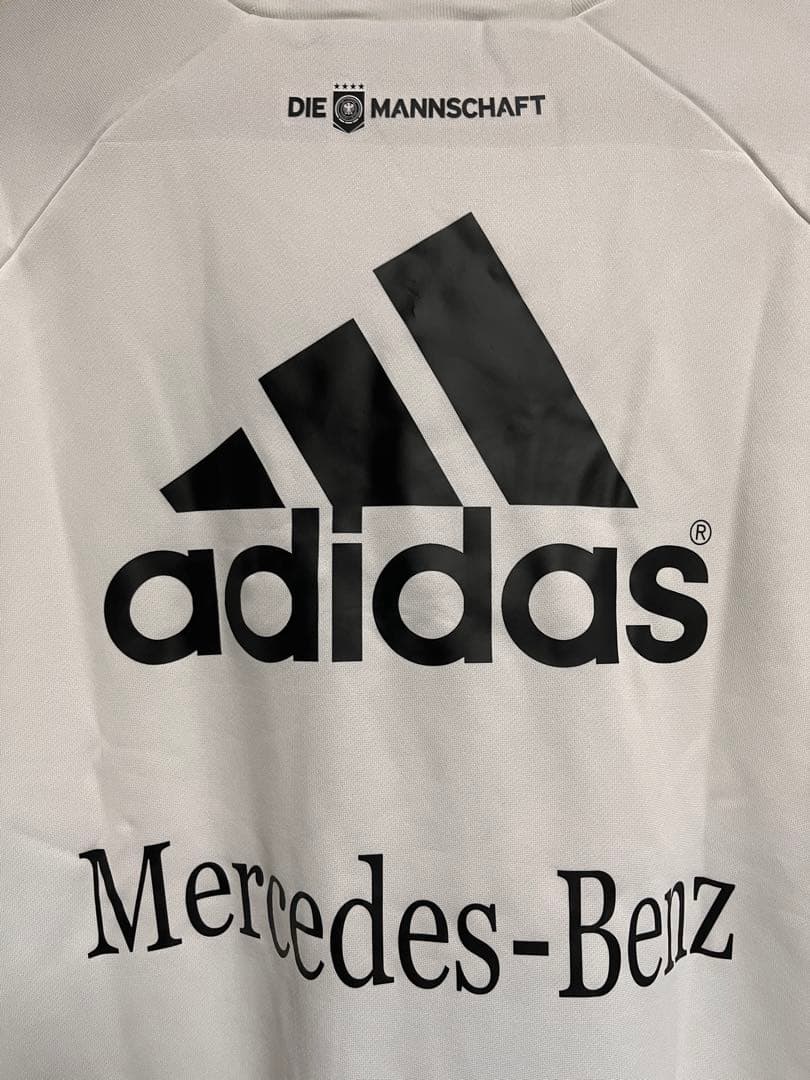 DIE MANNSCHAFT
adidas®
Mercedes-Benz